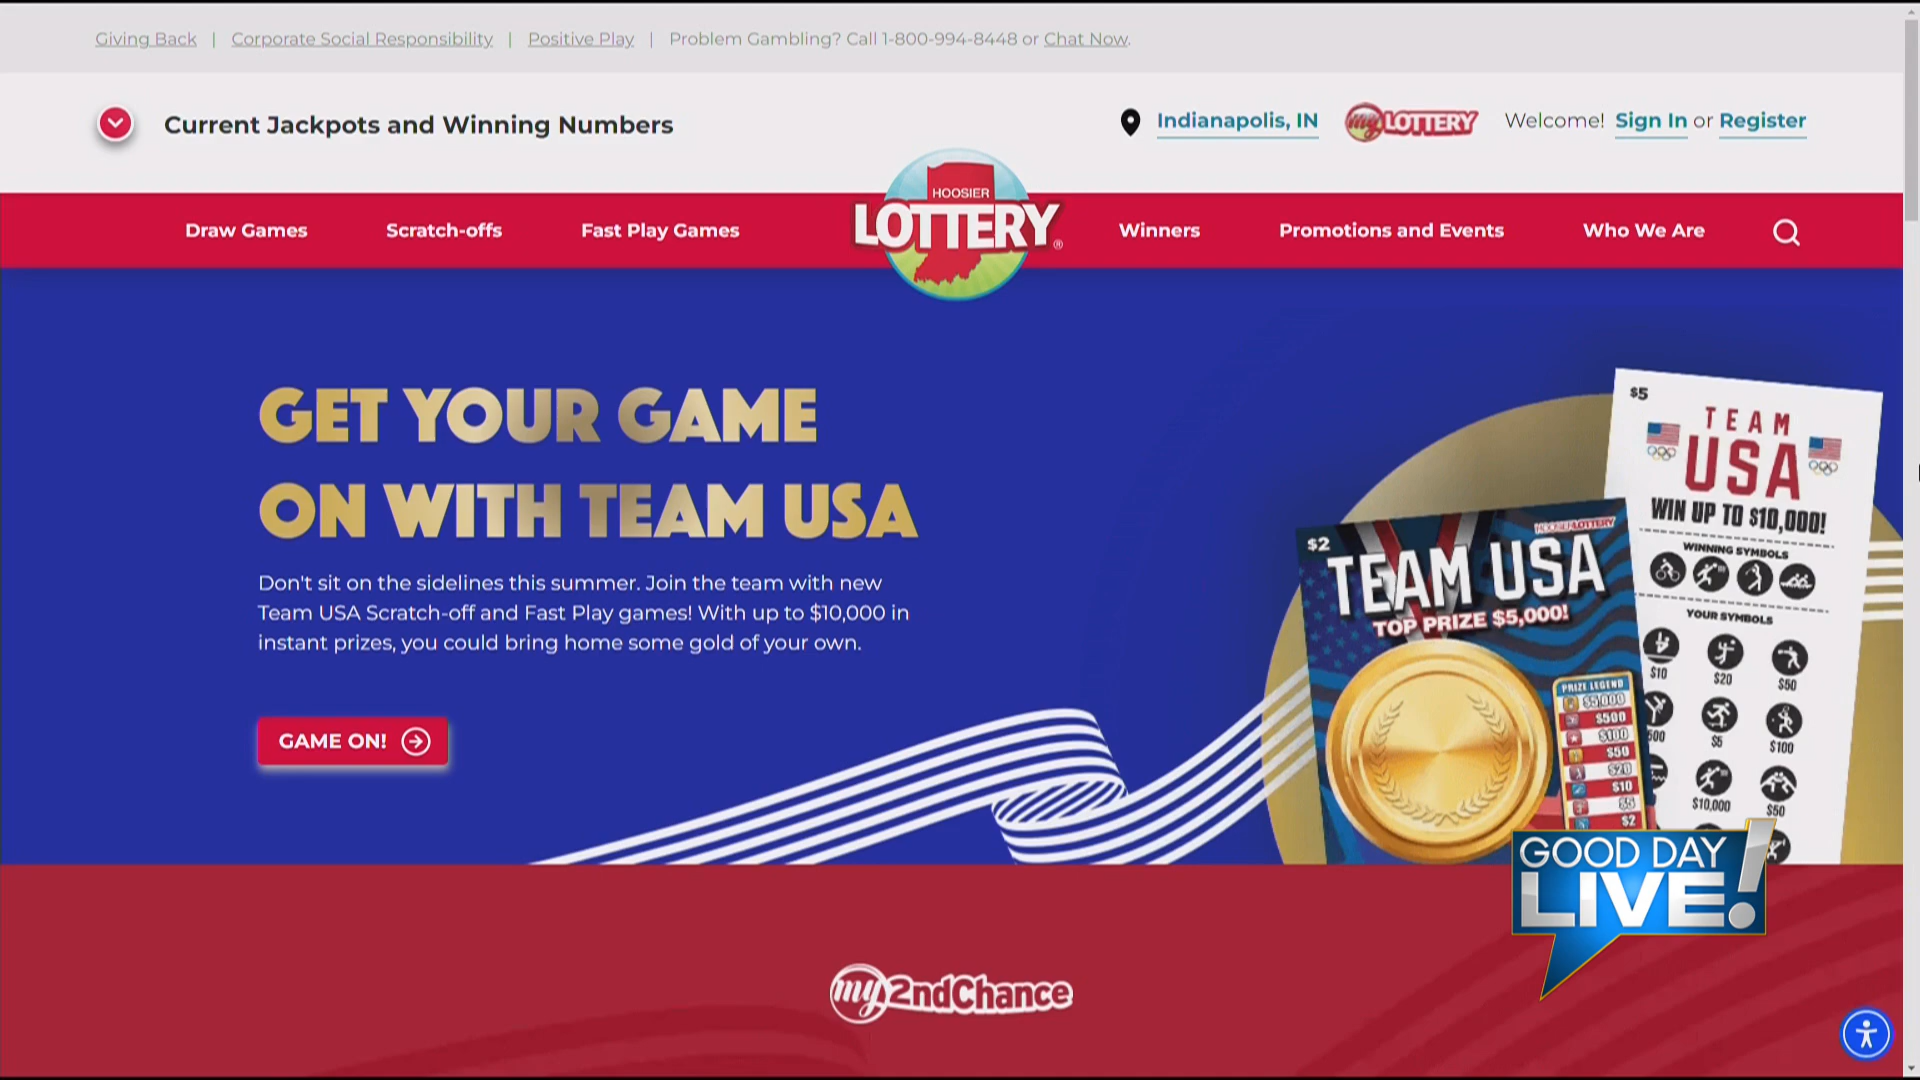 Giving Back | Corporate Social Responsibility | Positive Play | Problem Gambling? Call 1-800-994-8448 or Chat Now.
Current Jackpots and Winning Numbers
Indianapolis, IN
my LOTTERY
Welcome! Sign In or Register
Draw Games
Scratch-offs
Fast Play Games
HOOSIER
LOTTERY®
Winners
Promotions and Events
Who We Are
GET YOUR GAME
ON WITH TEAM USA
Don't sit on the sidelines this summer. Join the team with new
Team USA Scratch-off and Fast Play games! With up to $10,000 in
instant prizes, you could bring home some gold of your own.
GAME ON!
$5
TEAM
USA
WIN UP TO $10,000!
WINNING SYMBOLS
YOUR SYMBOLS
$10 $20 $50
$5 $100
$10,000 $50
HOOSIER LOTTERY
$2
TEAM USA
TOP PRIZE $5,000!
PRIZE LEGEND
$5,000
$500
$100
$50
$20
$10
$5
$2
GOOD DAY
LIVE!
my 2ndChance